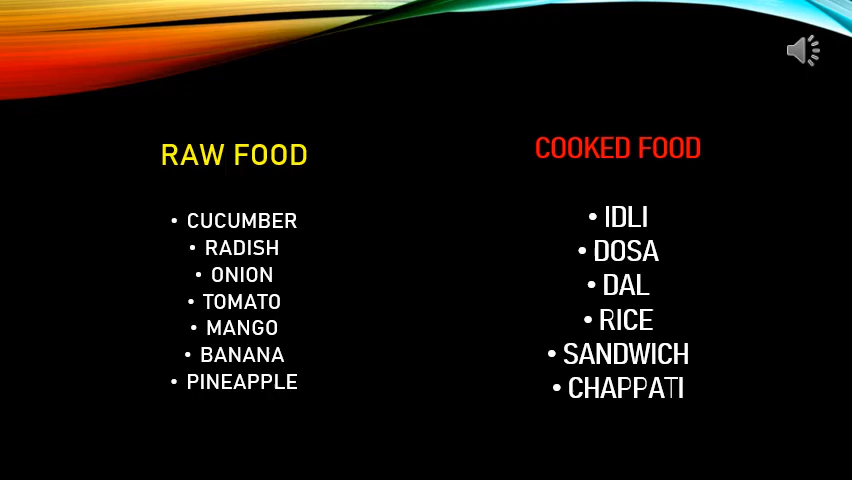 RAW FOOD
• CUCUMBER
• RADISH
• ONION
• TOMATO
• MANGO
• BANANA
• PINEAPPLE
COOKED FOOD
• IDLI
• DOSA
• DAL
• RICE
• SANDWICH
• CHAPPATI